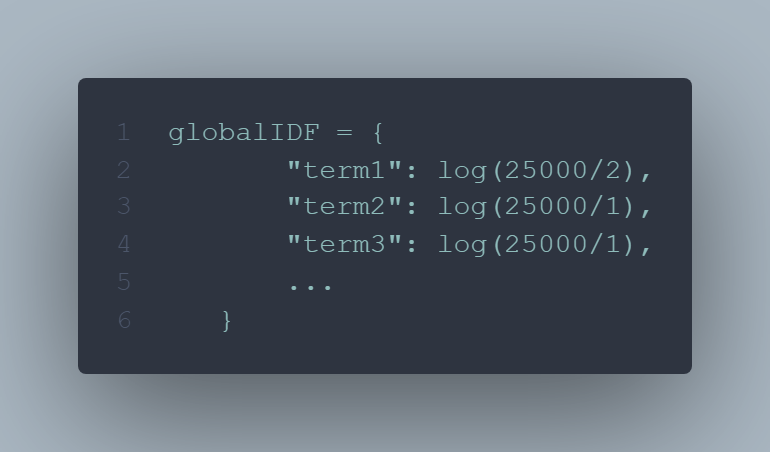 1 globalIDF = {
2 "term1": log(25000/2),
3 "term2": log(25000/1),
4 "term3": log(25000/1),
5 ...
6 }